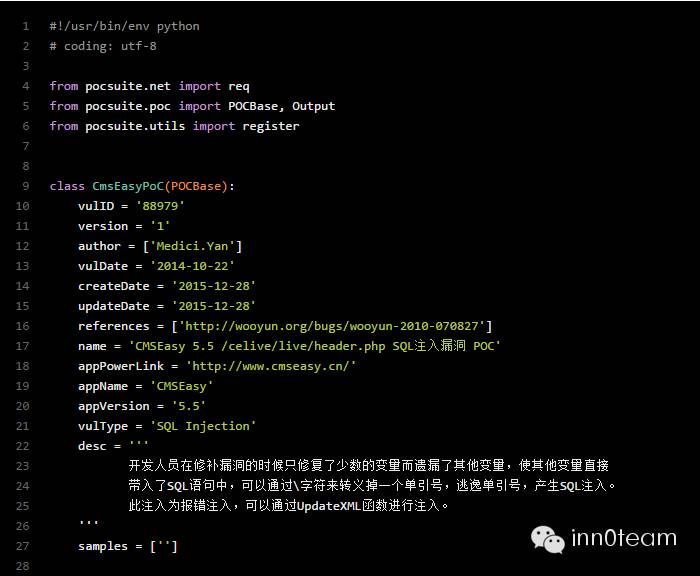 1 #!/usr/bin/env python
2 # coding: utf-8
3
4 from pocsuite.net import req
5 from pocsuite.poc import POCBase, Output
6 from pocsuite.utils import register
7
8
9 class CmsEasyPoC(POCBase):
10 vulID = '88979'
11 version = '1'
12 author = ['Medici.Yan']
13 vulDate = '2014-10-22'
14 createDate = '2015-12-28'
15 updateDate = '2015-12-28'
16 references = ['http://wooyun.org/bugs/wooyun-2010-070827']
17 name = 'CMSEasy 5.5 /celive/live/header.php SQL注入漏洞 POC'
18 appPowerLink = 'http://www.cmseasy.cn/'
19 appName = 'CMSEasy'
20 appVersion = '5.5'
21 vulType = 'SQL Injection'
22 desc = '''
23 开发人员在修补漏洞的时候只修复了少数的变量而遗漏了其他变量，使其他变量直接
24 带入了SQL语句中，可以通过\字符来转义掉一个单引号，逃逸单引号，产生SQL注入。
25 此注入为报错注入，可以通过UpdateXML函数进行注入。
26 '''
27 samples = ['']
28
inn0team